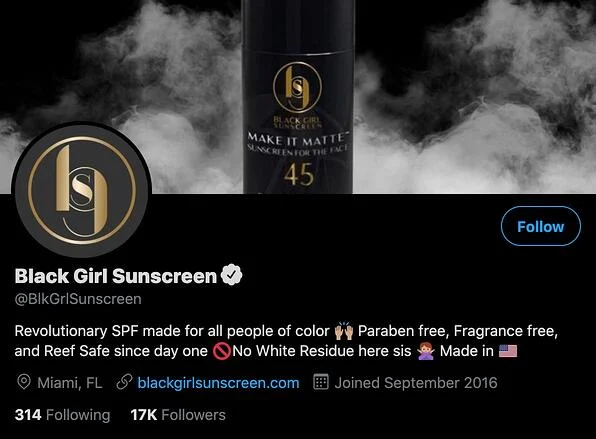 BLACK GIRL
SUNSCREEN
MAKE IT MATTE™
SUNSCREEN FOR THE FACE
45
Follow
Black Girl Sunscreen
@BlkGrlSunscreen
Revolutionary SPF made for all people of color 🙌🏽 Paraben free, Fragrance free,
and Reef Safe since day one 🚫No White Residue here sis 🙅🏽‍♀️ Made in 🇺🇸
Miami, FL blackgirlsunscreen.com Joined September 2016
314 Following 17K Followers